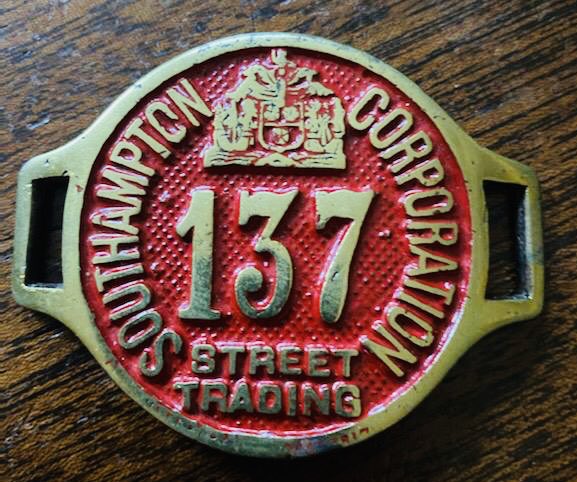 SOUTHAMPTON CORPORATION
137
STREET
TRADING